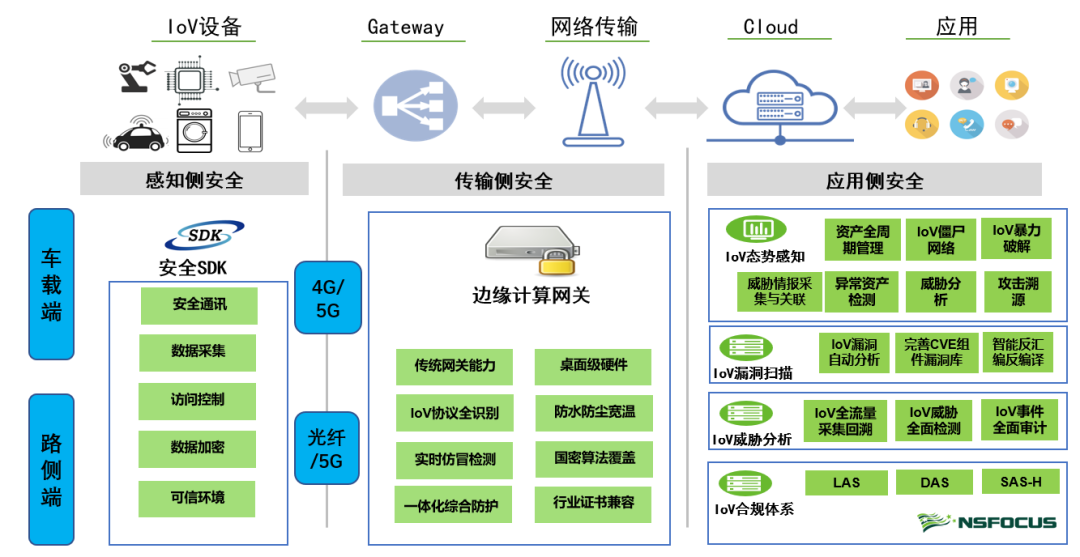 IoV设备
Gateway
网络传输
Cloud
应用
感知侧安全
传输侧安全
应用侧安全
车载端
路侧端
SDK
安全SDK
安全通讯
数据采集
访问控制
数据加密
可信环境
4G/
5G
光纤
/5G
边缘计算网关
传统网关能力
桌面级硬件
IoV协议全识别
防水防尘宽温
实时仿冒检测
国密算法覆盖
一体化综合防护
行业证书兼容
IoV态势感知
资产全周
期管理
IoV僵尸
网络
IoV暴力
破解
威胁情报采
集与关联
异常资产
检测
威胁分
析
攻击溯
源
IoV漏洞扫描
IoV漏洞
自动分析
完善CVE组
件漏洞库
智能反汇
编反编译
IoV威胁分析
IoV全流量
采集回溯
IoV威胁
全面检测
IoV事件
全面审计
IoV合规体系
LAS
DAS
SAS-H
NSFOCUS